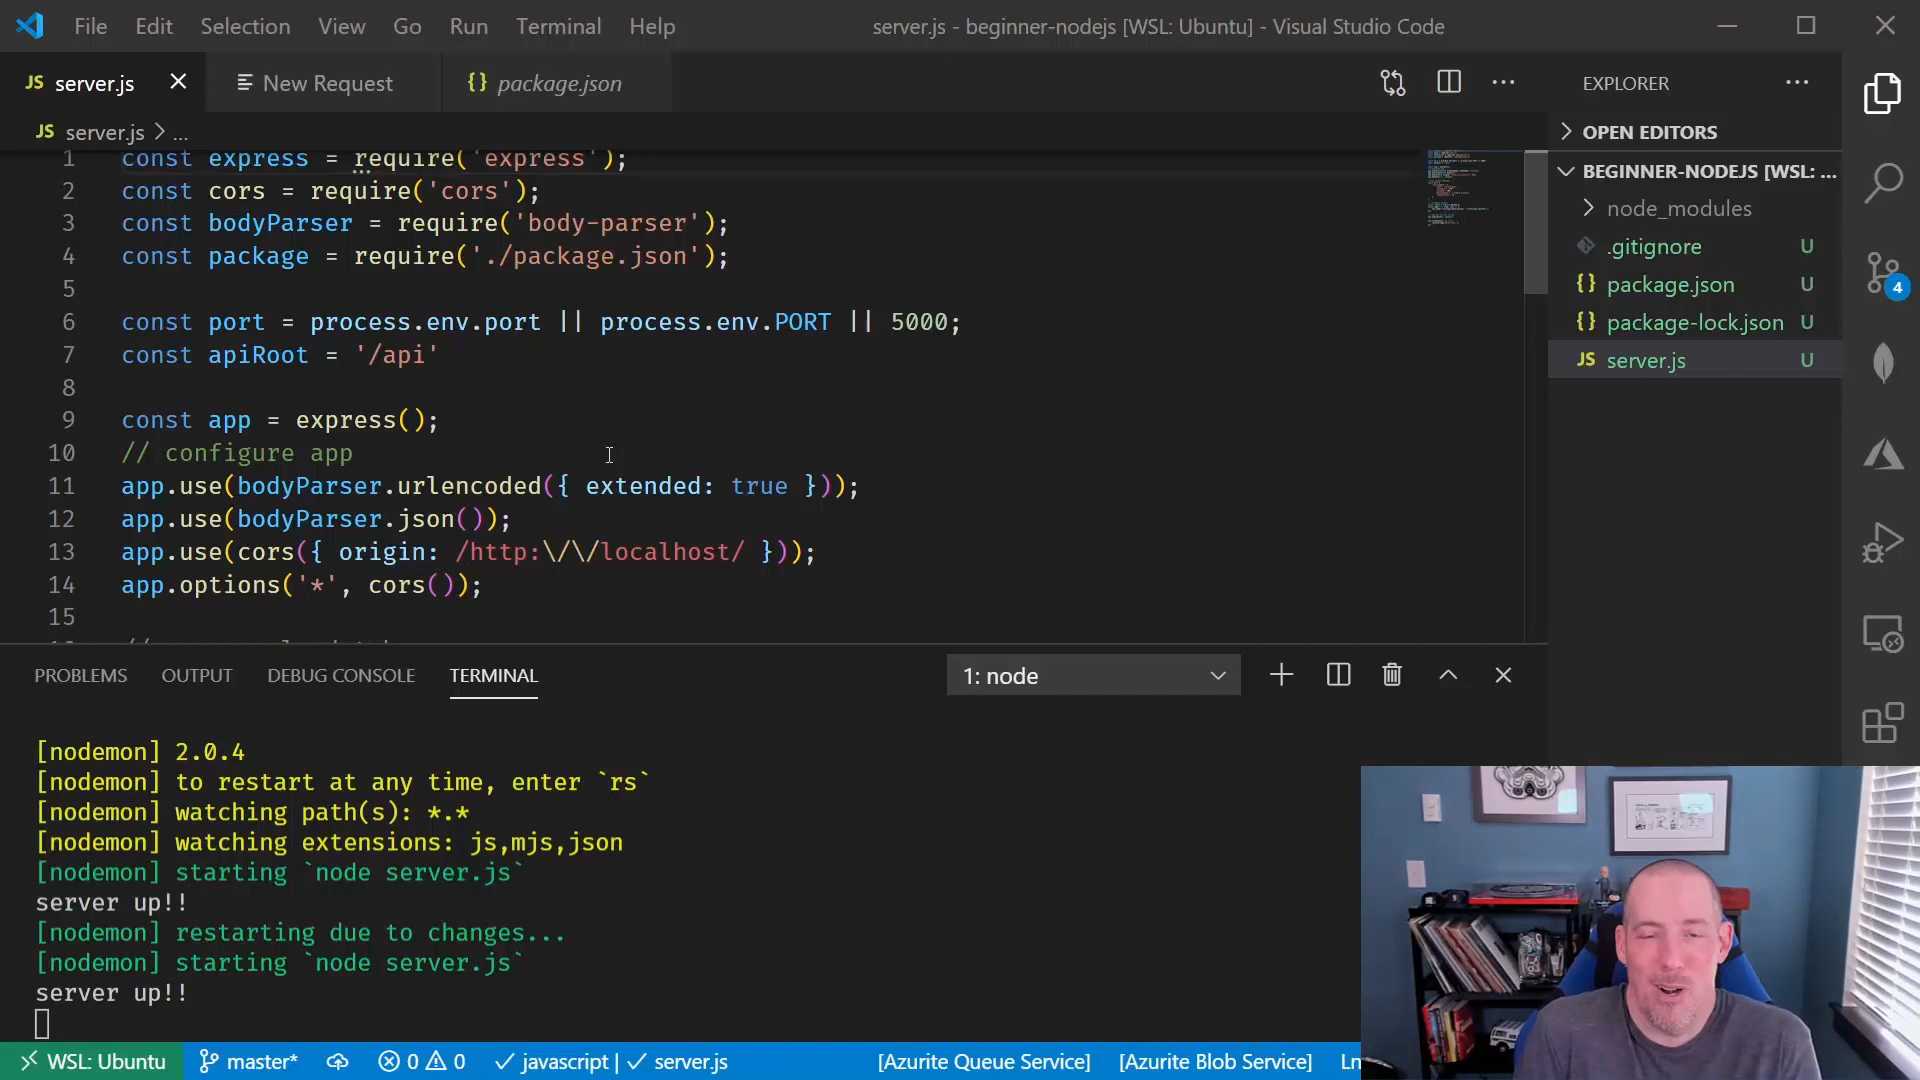 File Edit Selection View Go Run Terminal Help server.js - beginner-nodejs [WSL: Ubuntu] - Visual Studio Code
JS server.js New Request {} package.json
JS server.js > ...
1 const express = require('express');
2 const cors = require('cors');
3 const bodyParser = require('body-parser');
4 const package = require('./package.json');
5
6 const port = process.env.port || process.env.PORT || 5000;
7 const apiRoot = '/api'
8
9 const app = express();
10 // configure app
11 app.use(bodyParser.urlencoded({ extended: true }));
12 app.use(bodyParser.json());
13 app.use(cors({ origin: /http:\/\/localhost/ }));
14 app.options('*', cors());
15
EXPLORER
OPEN EDITORS
BEGINNER-NODEJS [WSL: ...
node_modules
.gitignore U
{} package.json U
{} package-lock.json U
JS server.js U
4
PROBLEMS OUTPUT DEBUG CONSOLE TERMINAL 1: node
[nodemon] 2.0.4
[nodemon] to restart at any time, enter `rs`
[nodemon] watching path(s): *.*
[nodemon] watching extensions: js,mjs,json
[nodemon] starting `node server.js`
server up!!
[nodemon] restarting due to changes...
[nodemon] starting `node server.js`
server up!!
WSL: Ubuntu master* 0 0 javascript | server.js [Azurite Queue Service] [Azurite Blob Service] Ln